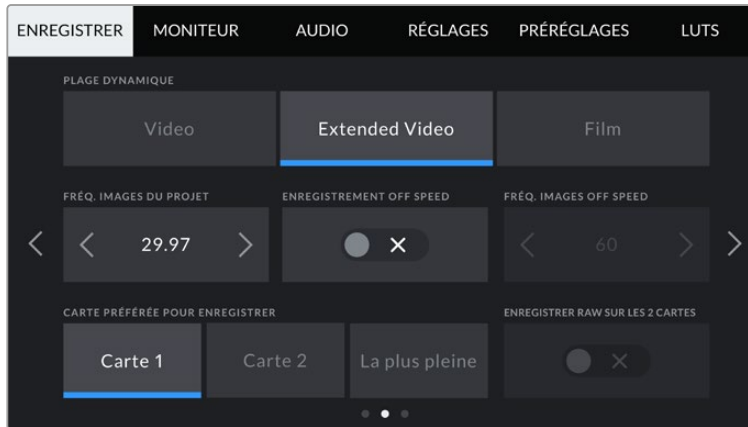 ENREGISTRER MONITEUR AUDIO RÉGLAGES PRÉRÉGLAGES LUTS
PLAGE DYNAMIQUE
Video Extended Video Film
FRÉQ. IMAGES DU PROJET ENREGISTREMENT OFF SPEED FRÉQ. IMAGES OFF SPEED
29.97 60
CARTE PRÉFÉRÉE POUR ENREGISTRER ENREGISTRER RAW SUR LES 2 CARTES
Carte 1 Carte 2 La plus pleine